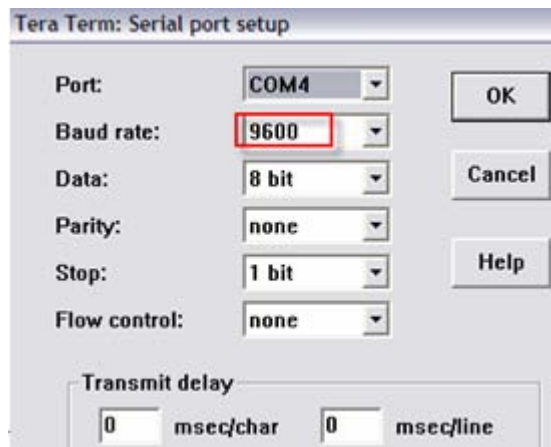 Tera Term: Serial port setup
Port: COM4 OK
Baud rate: 9600
Data: 8 bit Cancel
Parity: none
Stop: 1 bit Help
Flow control: none
Transmit delay
0 msec/char 0 msec/line